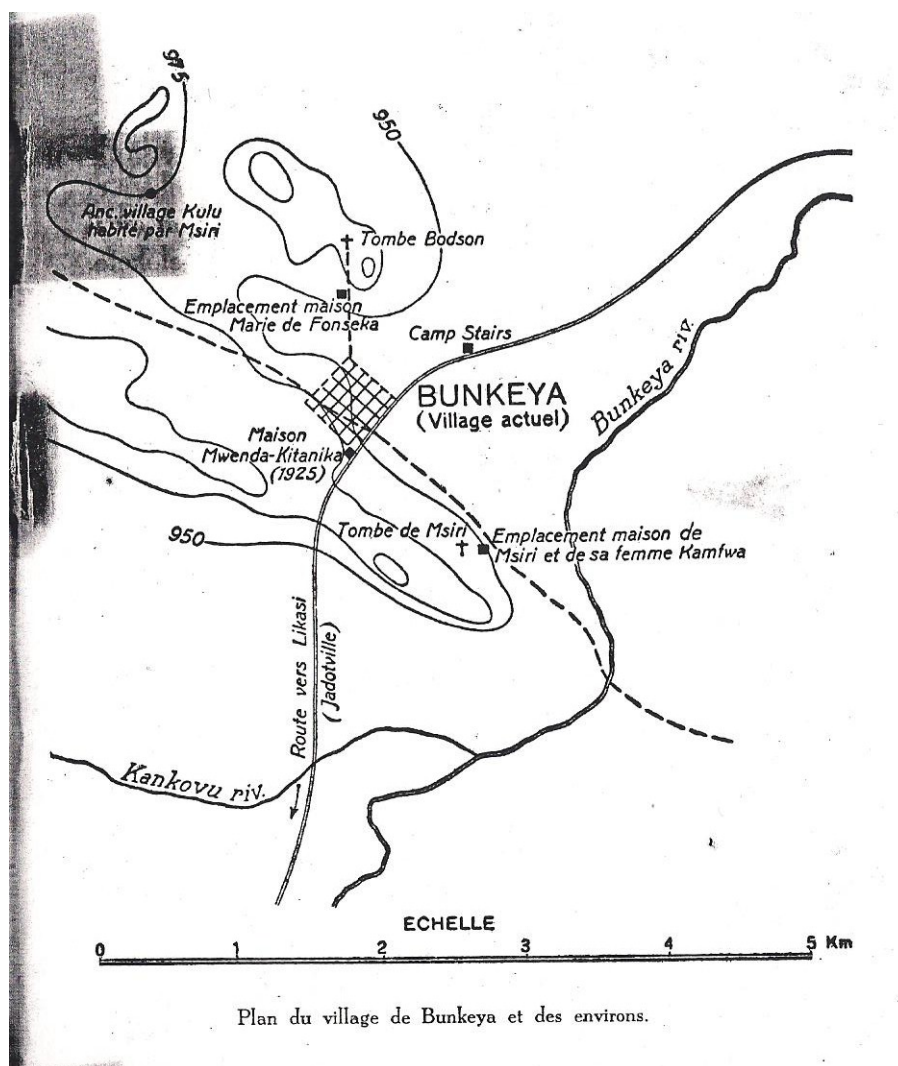 975
950
Anc. village Kulu
habité par Msiri
Tombe Bodson
Emplacement maison
Marie de Fonseka
Camp Stairs
BUNKEYA
(Village actuel)
Bunkeya riv.
Maison
Mwenda-Kitanika
(1925)
950
Tombe de Msiri
Emplacement maison de
Msiri et de sa femme Kamfwa
Route vers Likasi
(Jadotville)
Kankovu riv.
ECHELLE
0 1 2 3 4 5 Km
Plan du village de Bunkeya et des environs.